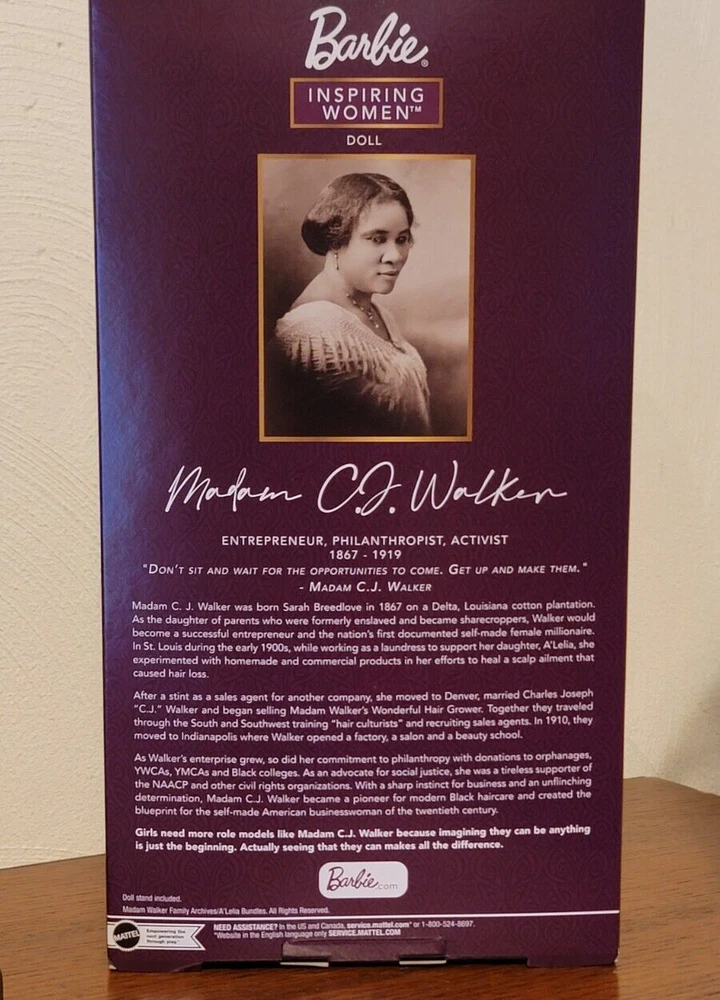 Barbie®
INSPIRING
WOMEN™
DOLL
Madam C.J. Walker
ENTREPRENEUR, PHILANTHROPIST, ACTIVIST
1867 - 1919
"DON'T SIT AND WAIT FOR THE OPPORTUNITIES TO COME. GET UP AND MAKE THEM."
- MADAM C.J. WALKER
Madam C. J. Walker was born Sarah Breedlove in 1867 on a Delta, Louisiana cotton plantation.
As the daughter of parents who were formerly enslaved and became sharecroppers, Walker would
become a successful entrepreneur and the nation's first documented self-made female millionaire.
In St. Louis during the early 1900s, while working as a laundress to support her daughter, A'Lelia, she
experimented with homemade and commercial products in her efforts to heal a scalp ailment that
caused hair loss.
After a stint as a sales agent for another company, she moved to Denver, married Charles Joseph
"C.J." Walker and began selling Madam Walker's Wonderful Hair Grower. Together they traveled
through the South and Southwest training "hair culturists" and recruiting sales agents. In 1910, they
moved to Indianapolis where Walker opened a factory, a salon and a beauty school.
As Walker's enterprise grew, so did her commitment to philanthropy with donations to orphanages,
YWCAs, YMCAs and Black colleges. As an advocate for social justice, she was a tireless supporter of
the NAACP and other civil rights organizations. With a sharp instinct for business and an unflinching
determination, Madam C.J. Walker became a pioneer for modern Black haircare and created the
blueprint for the self-made American businesswoman of the twentieth century.
Girls need more role models like Madam C.J. Walker because imagining they can be anything
is just the beginning. Actually seeing that they can makes all the difference.
Barbie.com
Doll stand included.
Madam Walker Family Archives/A'Lelia Bundles. All Rights Reserved.
MATTEL
Empowering the
next generation
through play™
NEED ASSISTANCE? In the US and Canada, service.mattel.com* or 1-800-524-8697.
*Website in the English language only SERVICE.MATTEL.COM